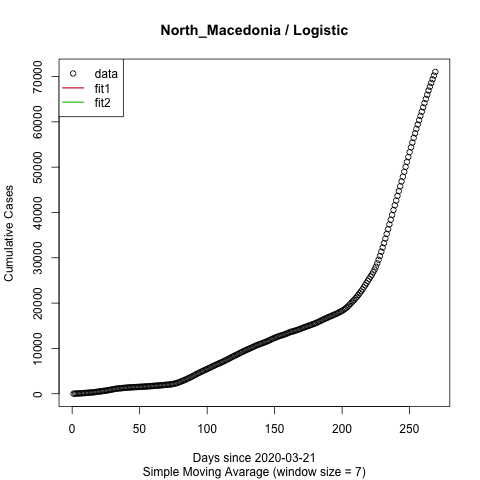 North_Macedonia / Logistic
data
fit1
fit2
Cumulative Cases
0
10000
20000
30000
40000
50000
60000
70000
0 50 100 150 200 250
Days since 2020-03-21
Simple Moving Avarage (window size = 7)